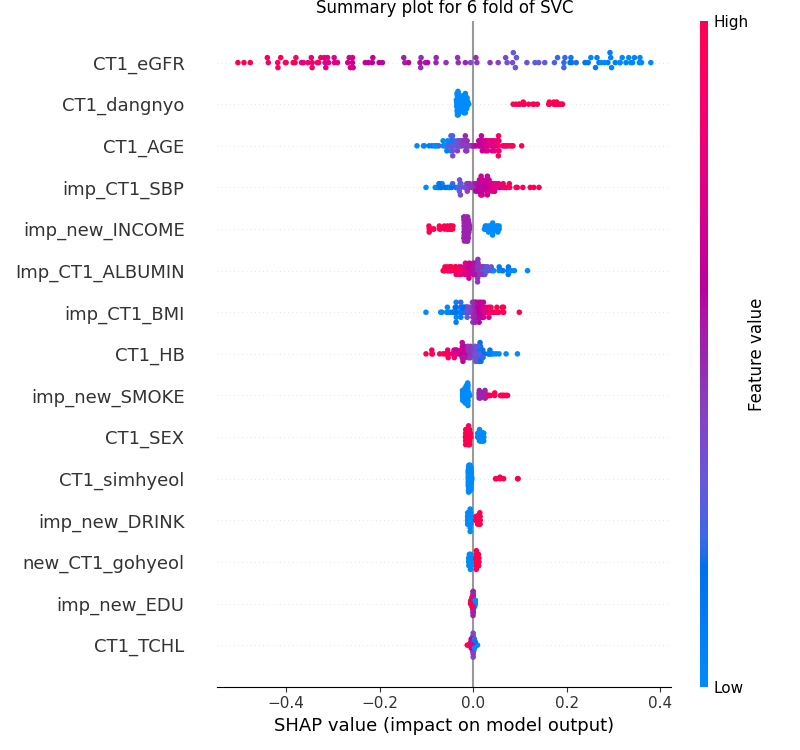 Summary plot for 6 fold of SVC
High
CT1_eGFR
CT1_dangnyo
CT1_AGE
imp_CT1_SBP
imp_new_INCOME
Imp_CT1_ALBUMIN
imp_CT1_BMI
CT1_HB
imp_new_SMOKE
CT1_SEX
CT1_simhyeol
imp_new_DRINK
new_CT1_gohyeol
imp_new_EDU
CT1_TCHL
Feature value
Low
−0.4 −0.2 0.0 0.2 0.4
SHAP value (impact on model output)